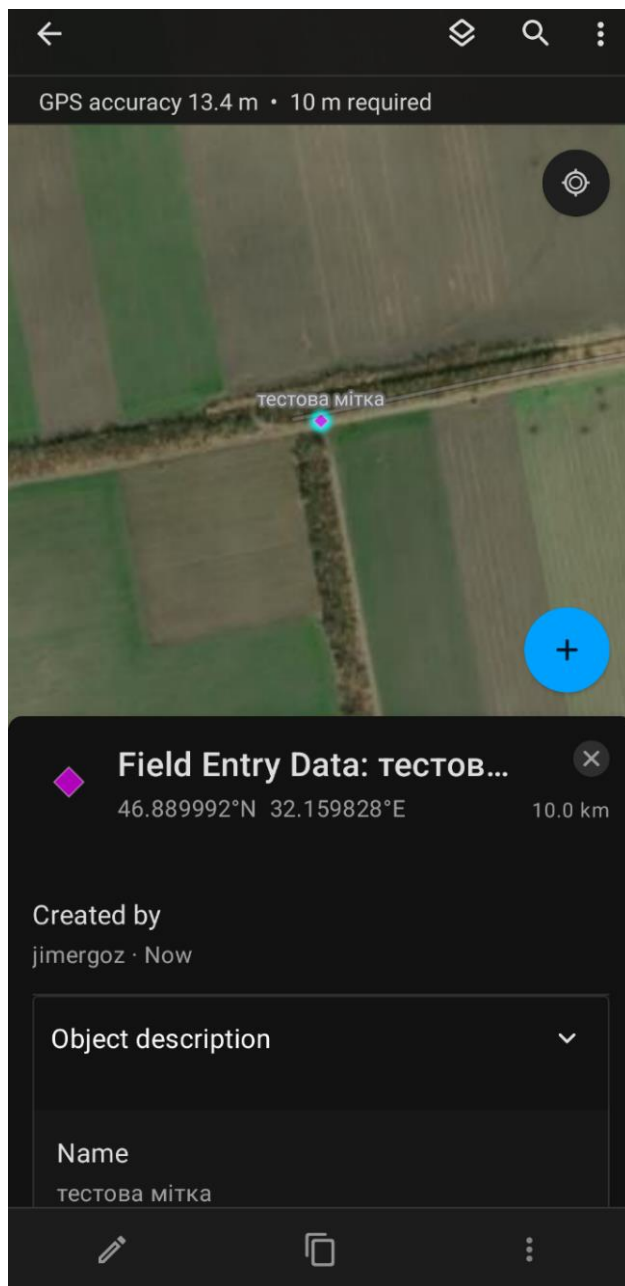 GPS accuracy 13.4 m • 10 m required
тестова мітка
Field Entry Data: тестов...
46.889992°N 32.159828°E
10.0 km
Created by
jimergoz · Now
Object description
Name
тестова мітка